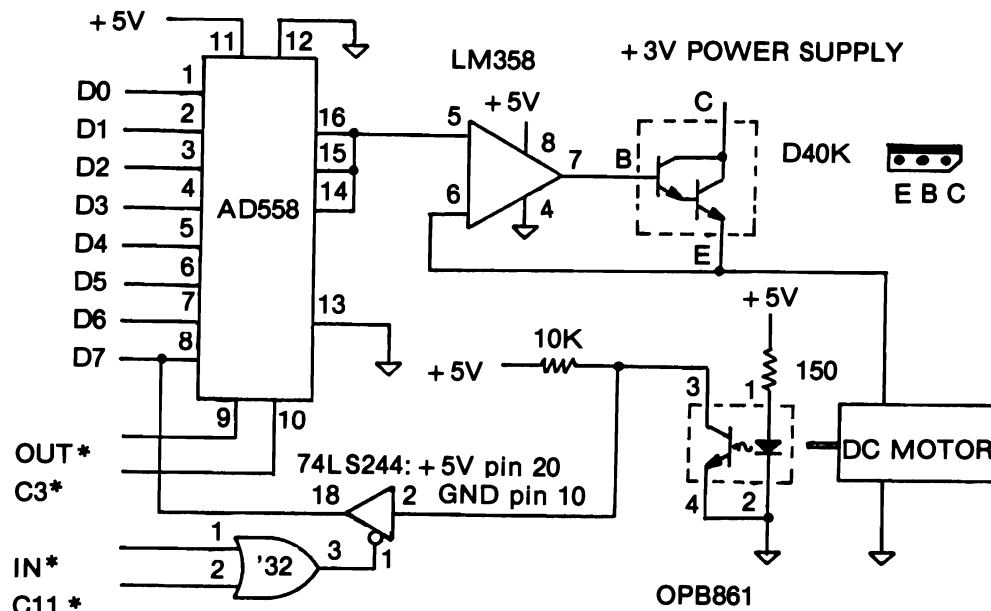 +5V
11
12
LM358
+3V POWER SUPPLY
D0
1
D1
2
D2
3
D3
4
D4
5
D5
6
D6
7
D7
8
AD558
16
15
14
13
9
10
+5V
5
6
8
7
4
B
C
E
D40K
E B C
+5V
10K
+5V
150
3
1
4
2
DC MOTOR
OUT*
C3*
74LS244: +5V pin 20
GND pin 10
18
2
1
IN*
C11*
1
2
'32
3
OPB861